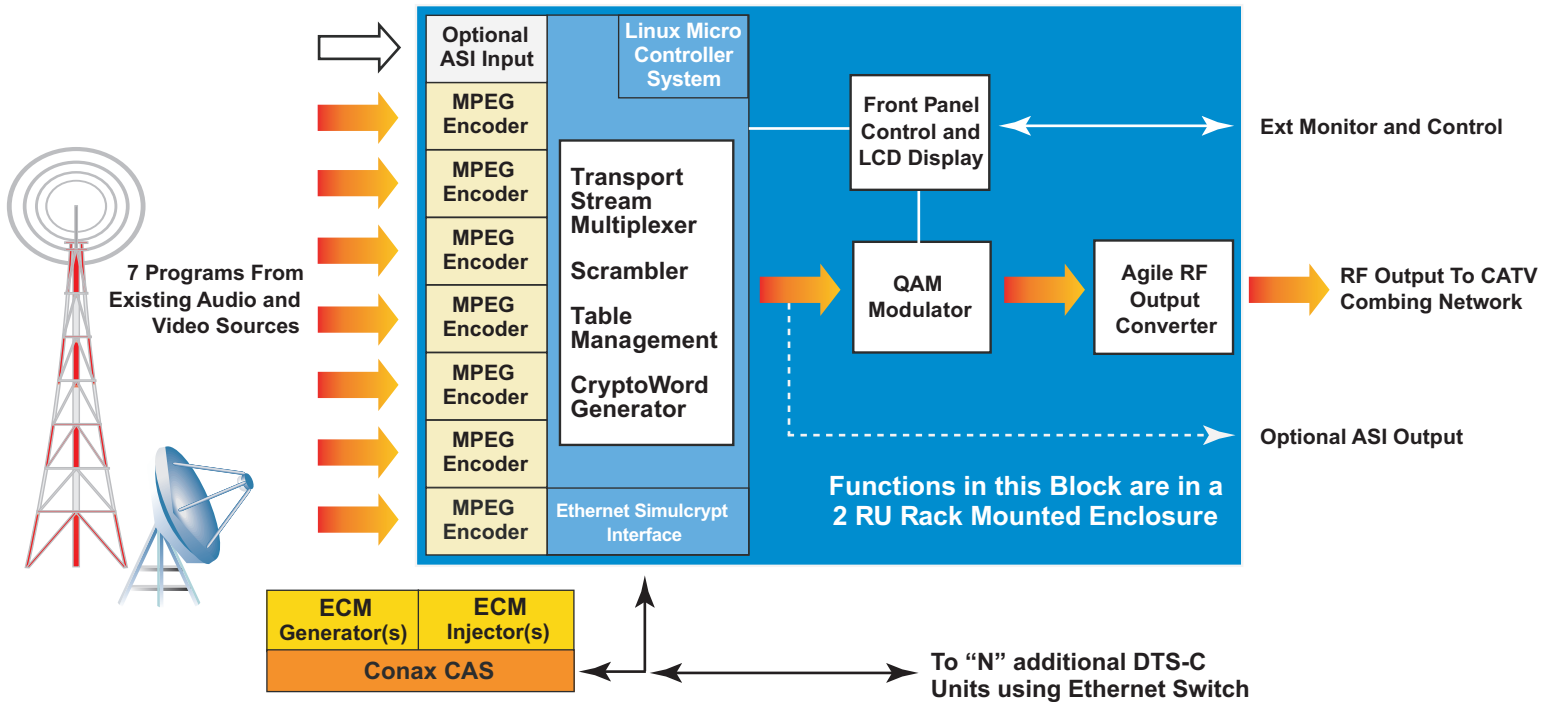 Optional
ASI Input
Linux Micro
Controller
System
MPEG
Encoder
MPEG
Encoder
MPEG
Encoder
MPEG
Encoder
MPEG
Encoder
MPEG
Encoder
MPEG
Encoder
7 Programs From
Existing Audio and
Video Sources
Transport
Stream
Multiplexer
Scrambler
Table
Management
CryptoWord
Generator
Ethernet Simulcrypt
Interface
Front Panel
Control and
LCD Display
Ext Monitor and Control
QAM
Modulator
Agile RF
Output
Converter
RF Output To CATV
Combing Network
Optional ASI Output
Functions in this Block are in a
2 RU Rack Mounted Enclosure
ECM
Generator(s)
ECM
Injector(s)
Conax CAS
To “N” additional DTS-C
Units using Ethernet Switch